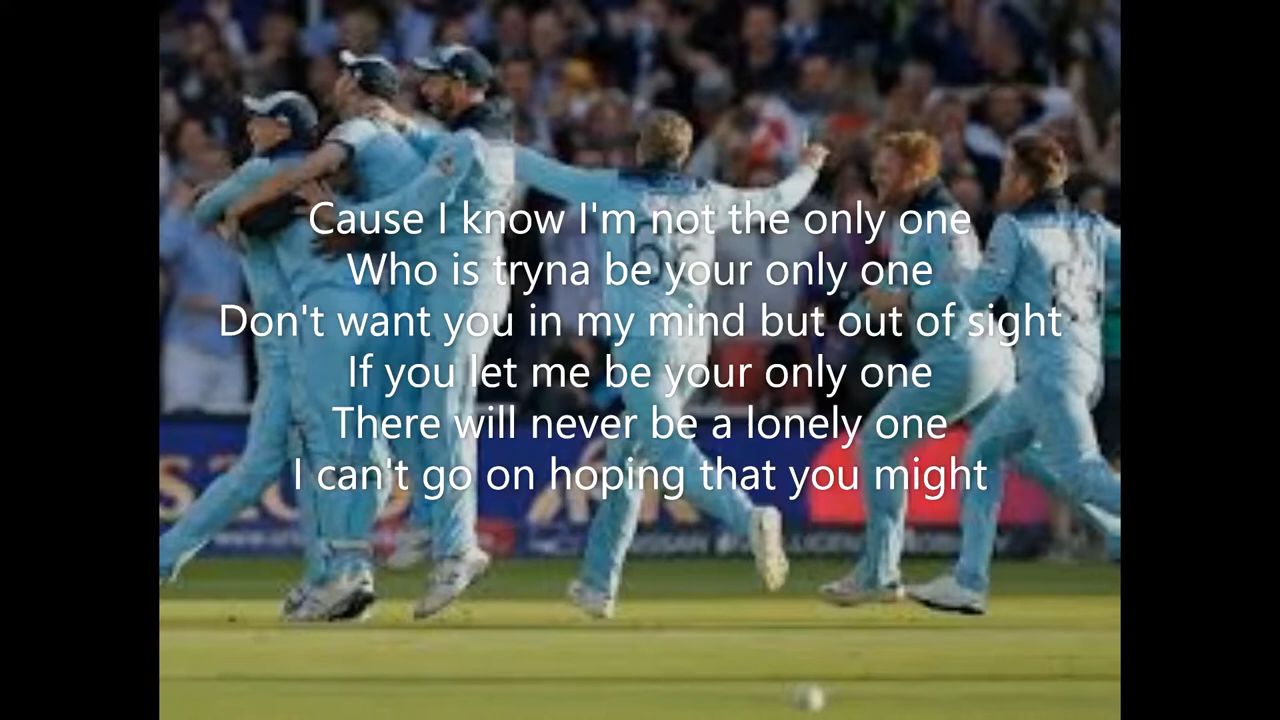 Cause I know I'm not the only one
Who is tryna be your only one
Don't want you in my mind but out of sight
If you let me be your only one
There will never be a lonely one
I can't go on hoping that you might
66
NISSAN